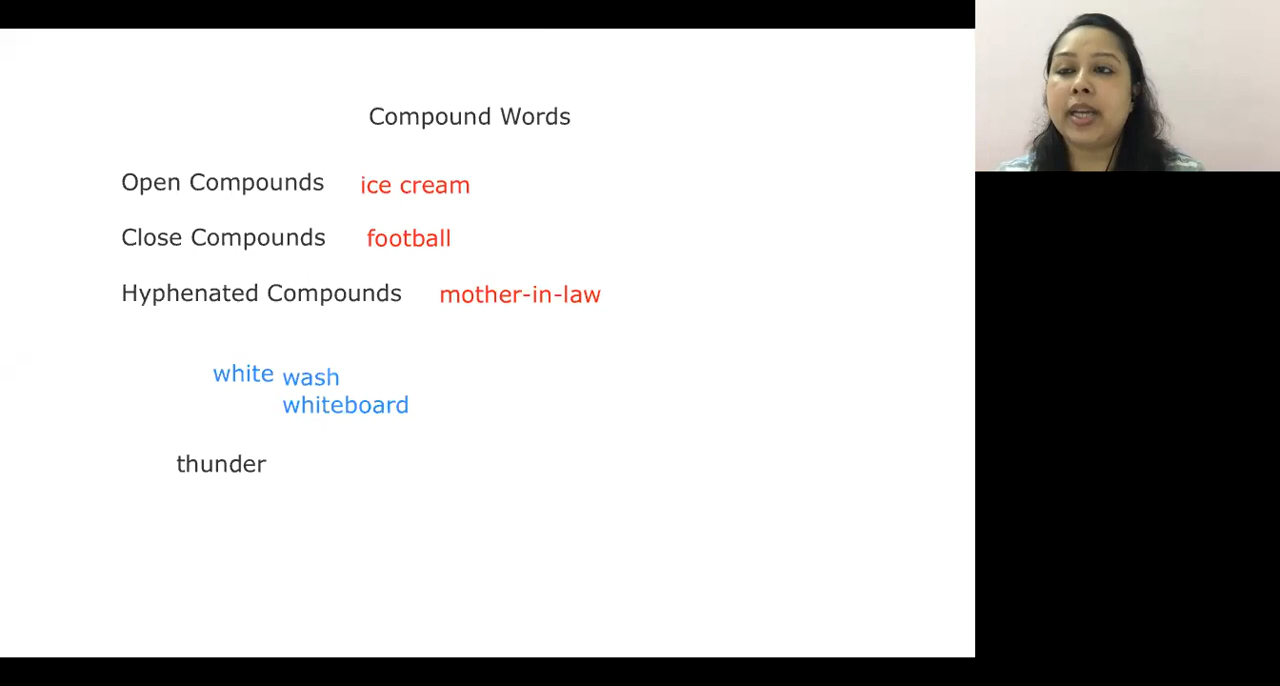 Compound Words
Open Compounds ice cream
Close Compounds football
Hyphenated Compounds mother-in-law
white wash
whiteboard
thunder